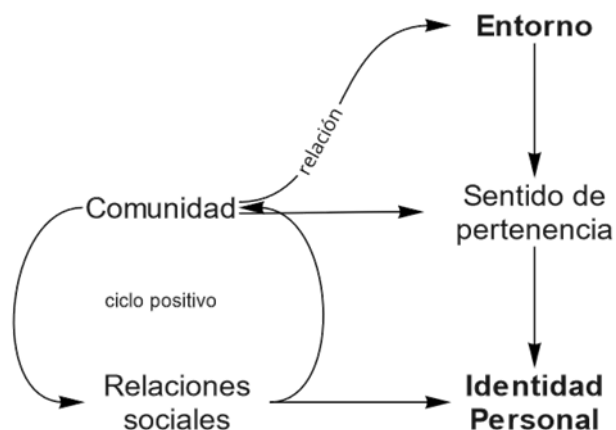 Entorno
relación
Comunidad
Sentido de
pertenencia
ciclo positivo
Relaciones
sociales
Identidad
Personal